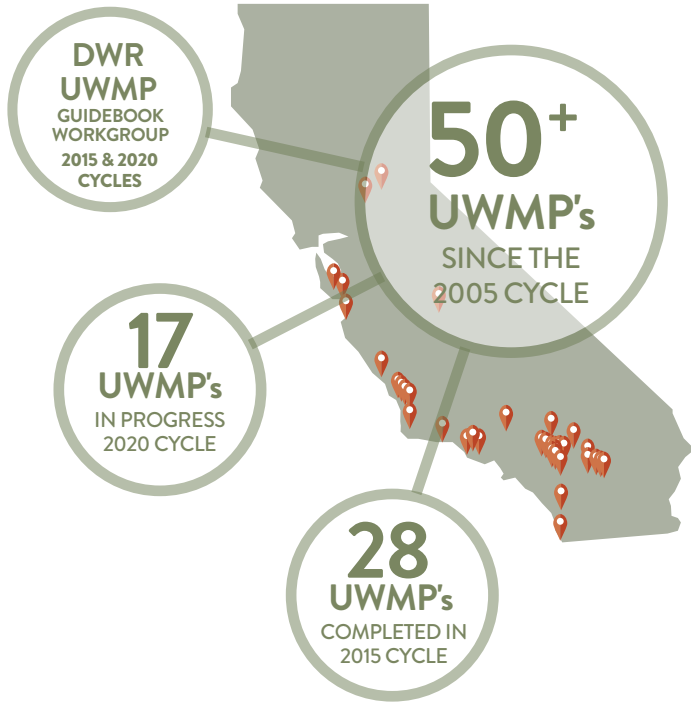 DWR
UWMP
GUIDEBOOK
WORKGROUP
2015 & 2020
CYCLES
50+
UWMP's
SINCE THE
2005 CYCLE
17
UWMP's
IN PROGRESS
2020 CYCLE
28
UWMP's
COMPLETED IN
2015 CYCLE